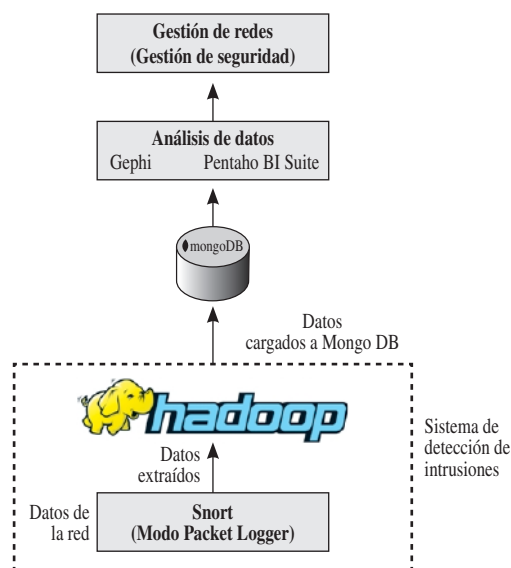 Gestión de redes
(Gestión de seguridad)
Análisis de datos
Gephi Pentaho BI Suite
mongoDB
Datos
cargados a Mongo DB
hadoop
Sistema de
detección de
intrusiones
Datos
extraídos
Datos de
la red
Snort
(Modo Packet Logger)